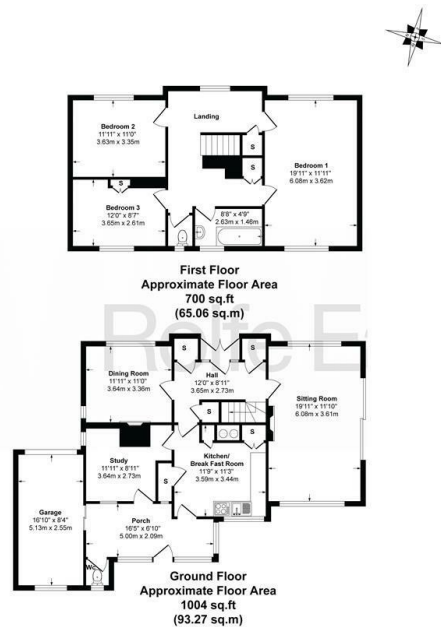 Bedroom 2
11'11" x 11'0"
3.63m x 3.35m
Landing
Bedroom 1
19'11" x 11'11"
6.08m x 3.62m
S
S
S
Bedroom 3
12'0" x 8'7"
3.65m x 2.61m
8'8" x 4'9"
2.63m x 1.46m
First Floor
Approximate Floor Area
700 sq.ft
(65.06 sq.m)
Rolfe E
S
S
Dining Room
11'11" x 11'0"
3.64m x 3.36m
Hall
12'0" x 8'11"
3.65m x 2.73m
Sitting Room
19'11" x 11'10"
6.08m x 3.61m
S
S
Study
11'11" x 8'11"
3.64m x 2.73m
Kitchen/
Break Fast Room
11'9" x 11'3"
3.59m x 3.44m
S
Garage
16'10" x 8'4"
5.13m x 2.55m
Porch
16'5" x 6'10"
5.00m x 2.09m
WC
Ground Floor
Approximate Floor Area
1004 sq.ft
(93.27 sq.m)